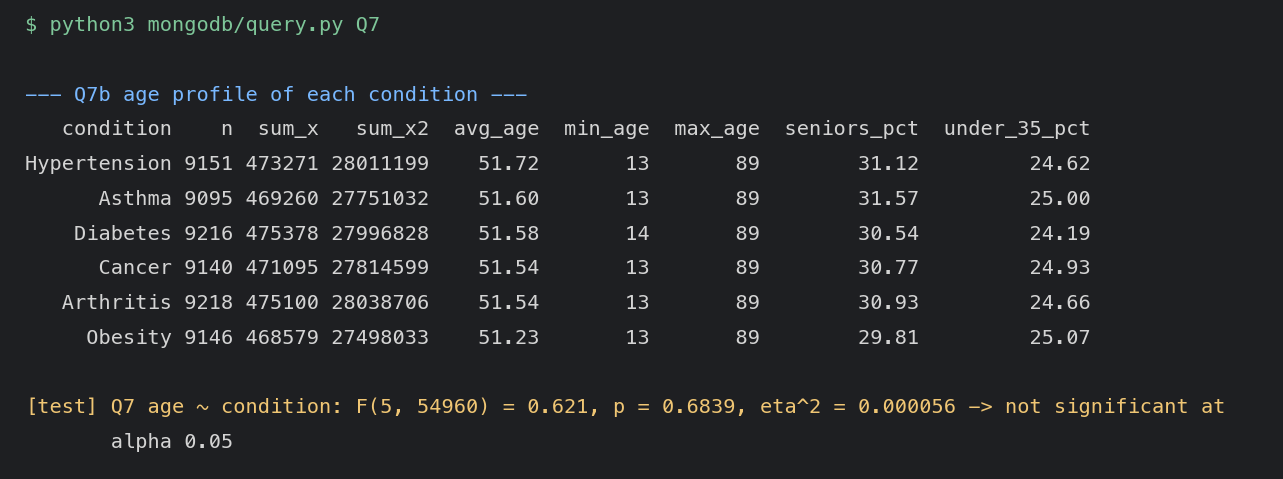 $ python3 mongodb/query.py Q7
--- Q7b age profile of each condition ---
condition n sum_x sum_x2 avg_age min_age max_age seniors_pct under_35_pct
Hypertension 9151 473271 28011199 51.72 13 89 31.12 24.62
Asthma 9095 469260 27751032 51.60 13 89 31.57 25.00
Diabetes 9216 475378 27996828 51.58 14 89 30.54 24.19
Cancer 9140 471095 27814599 51.54 13 89 30.77 24.93
Arthritis 9218 475100 28038706 51.54 13 89 30.93 24.66
Obesity 9146 468579 27498033 51.23 13 89 29.81 25.07
[test] Q7 age ~ condition: F(5, 54960) = 0.621, p = 0.6839, eta^2 = 0.000056 -> not significant at
alpha 0.05